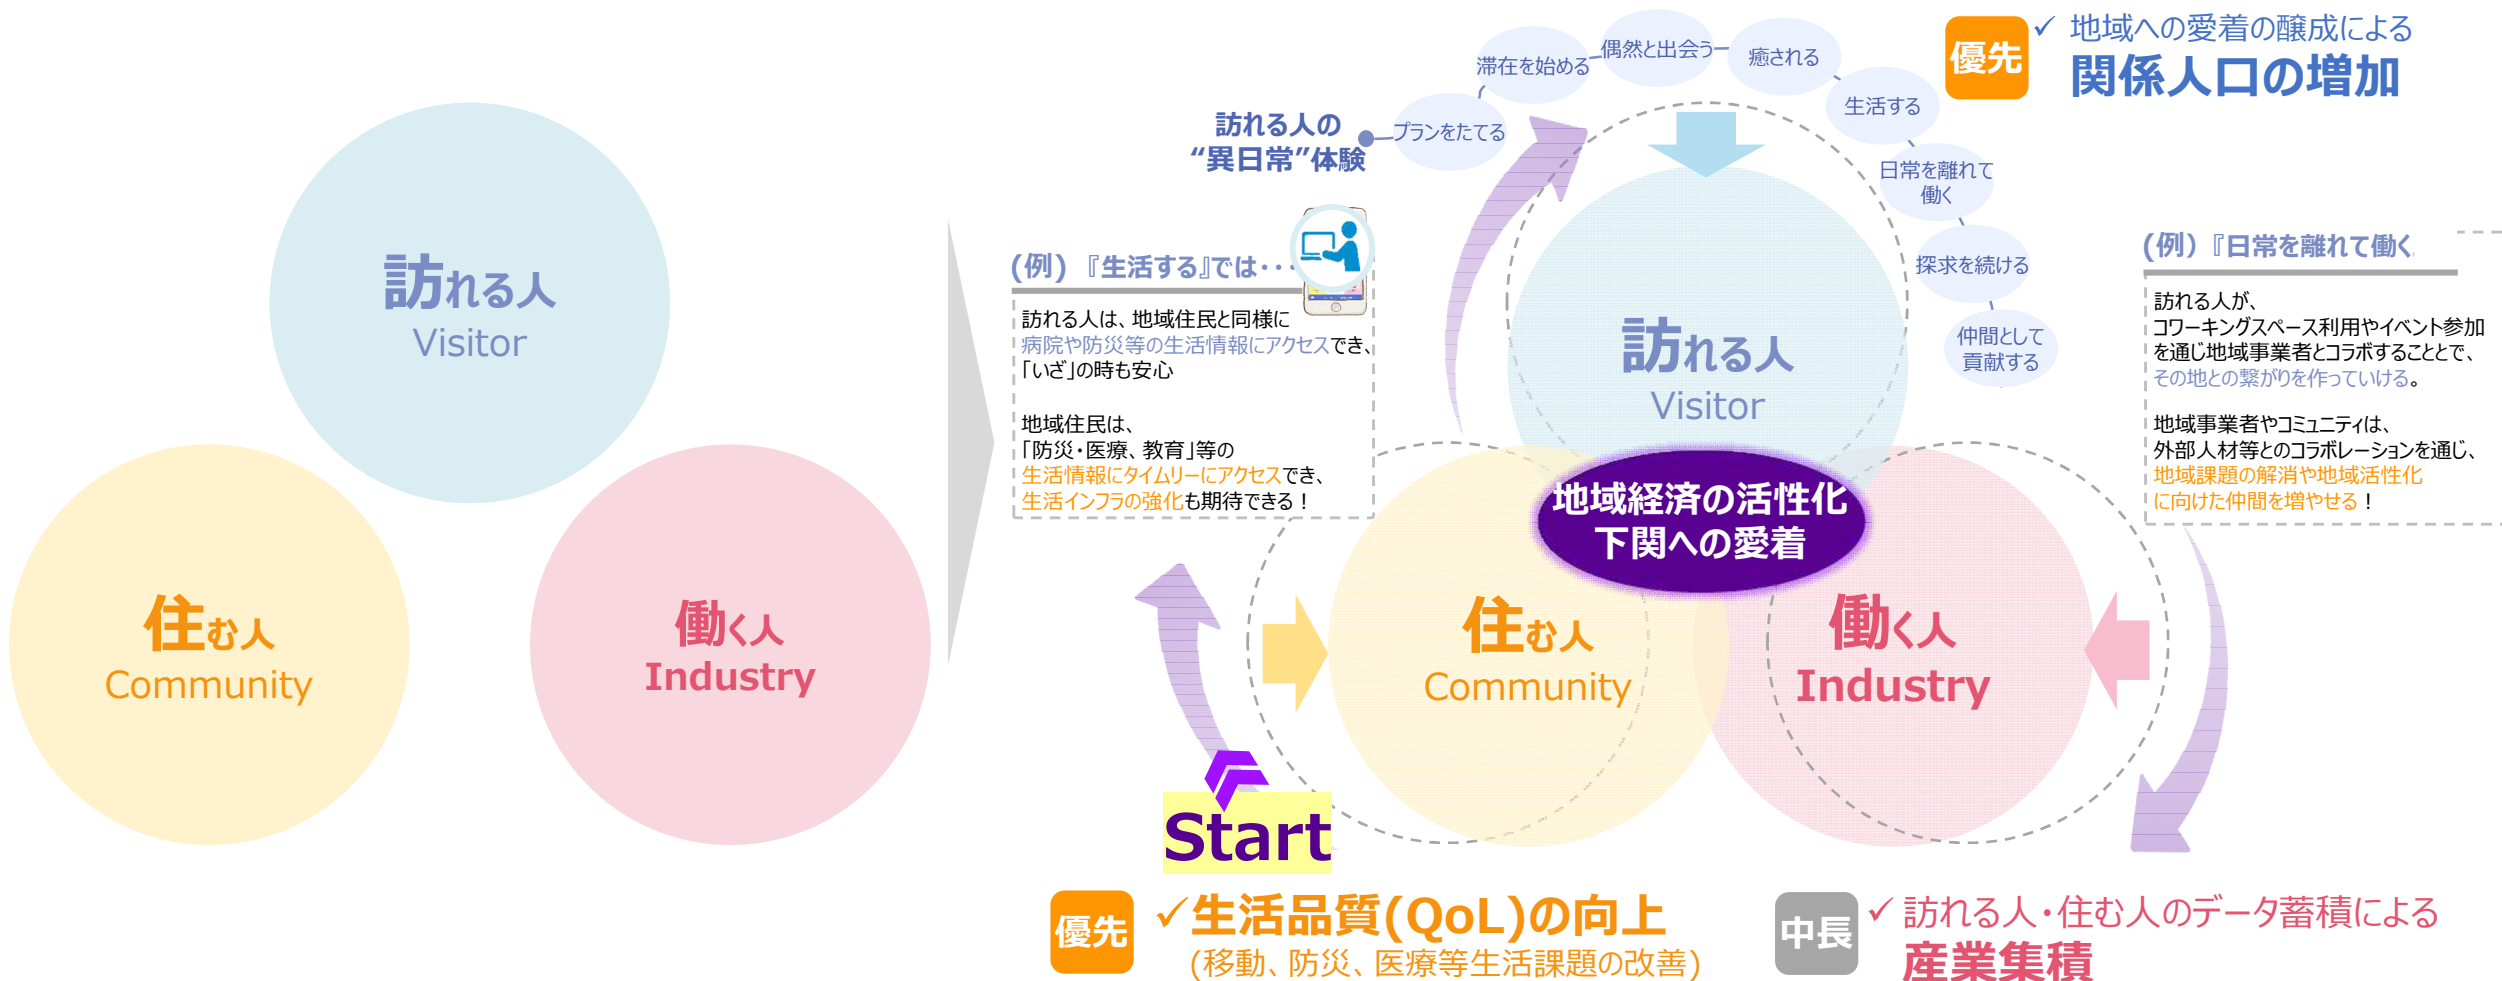 訪れる人
Visitor
住む人
Community
働く人
Industry
訪れる人の
“異日常”体験
プランをたてる
滞在を始める
偶然と出会う
癒される
生活する
日常を離れて
働く
探求を続ける
仲間として
貢献する
優先
✓ 地域への愛着の醸成による
関係人口の増加
(例)『生活する』では・・・
訪れる人は、地域住民と同様に
病院や防災等の生活情報にアクセスでき、
「いざ」の時も安心
地域住民は、
「防災・医療、教育」等の
生活情報にタイムリーにアクセスでき、
生活インフラの強化も期待できる！
(例)『日常を離れて働く
訪れる人が、
コワーキングスペース利用やイベント参加
を通じ地域事業者とコラボすることとで、
その地との繋がりを作っていける。
地域事業者やコミュニティは、
外部人材等とのコラボレーションを通じ、
地域課題の解消や地域活性化
に向けた仲間を増やせる！
訪れる人
Visitor
地域経済の活性化
下関への愛着
住む人
Community
働く人
Industry
Start
優先
✓生活品質(QoL)の向上
(移動、防災、医療等生活課題の改善)
中長
✓ 訪れる人・住む人のデータ蓄積による
産業集積